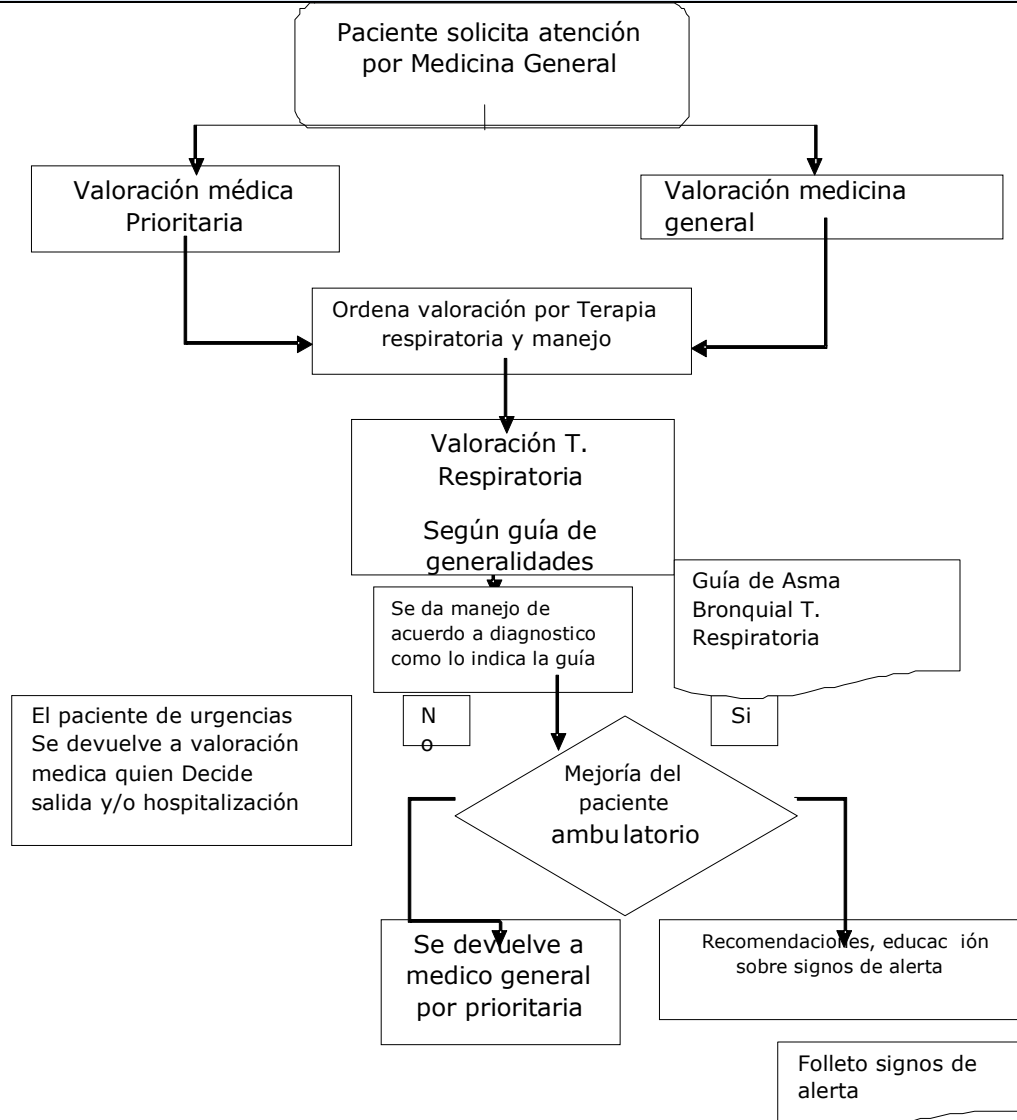 Paciente solicita atención
por Medicina General
Valoración médica
Prioritaria
Valoración medicina
general
Ordena valoración por Terapia
respiratoria y manejo
Valoración T.
Respiratoria
Según guía de
generalidades
Guía de Asma
Bronquial T.
Respiratoria
Se da manejo de
acuerdo a diagnostico
como lo indica la guía
El paciente de urgencias
Se devuelve a valoración
medica quien Decide
salida y/o hospitalización
N
o
Si
Mejoría del
paciente
ambulatorio
Se devuelve a
medico general
por prioritaria
Recomendaciones, educac ión
sobre signos de alerta
Folleto signos de
alerta